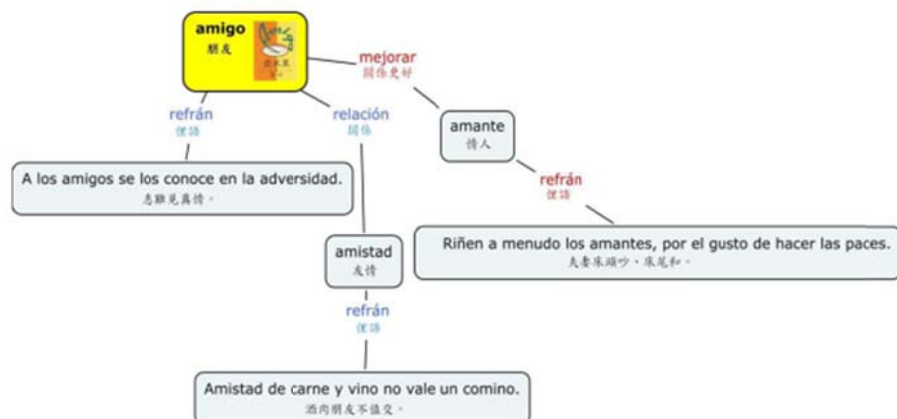 amigo
朋友
mejorar
關係更好
refrán
俚語
relación
關係
amante
情人
A los amigos se los conoce en la adversidad.
患難見真情。
refrán
俚語
Riñen a menudo los amantes, por el gusto de hacer las paces.
夫妻床頭吵、床尾和。
amistad
友情
refrán
俚語
Amistad de carne y vino no vale un comino.
酒肉朋友不值交。